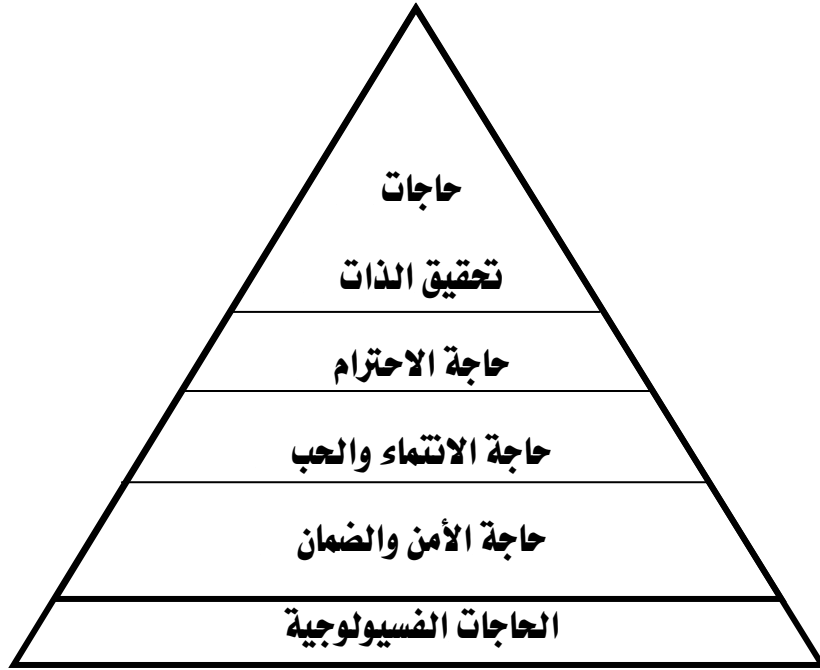 حاجات
تحقيق الذات
حاجة الاحترام
حاجة الانتماء والحب
حاجة الأمن والضمان
الحاجات الفسيولوجية